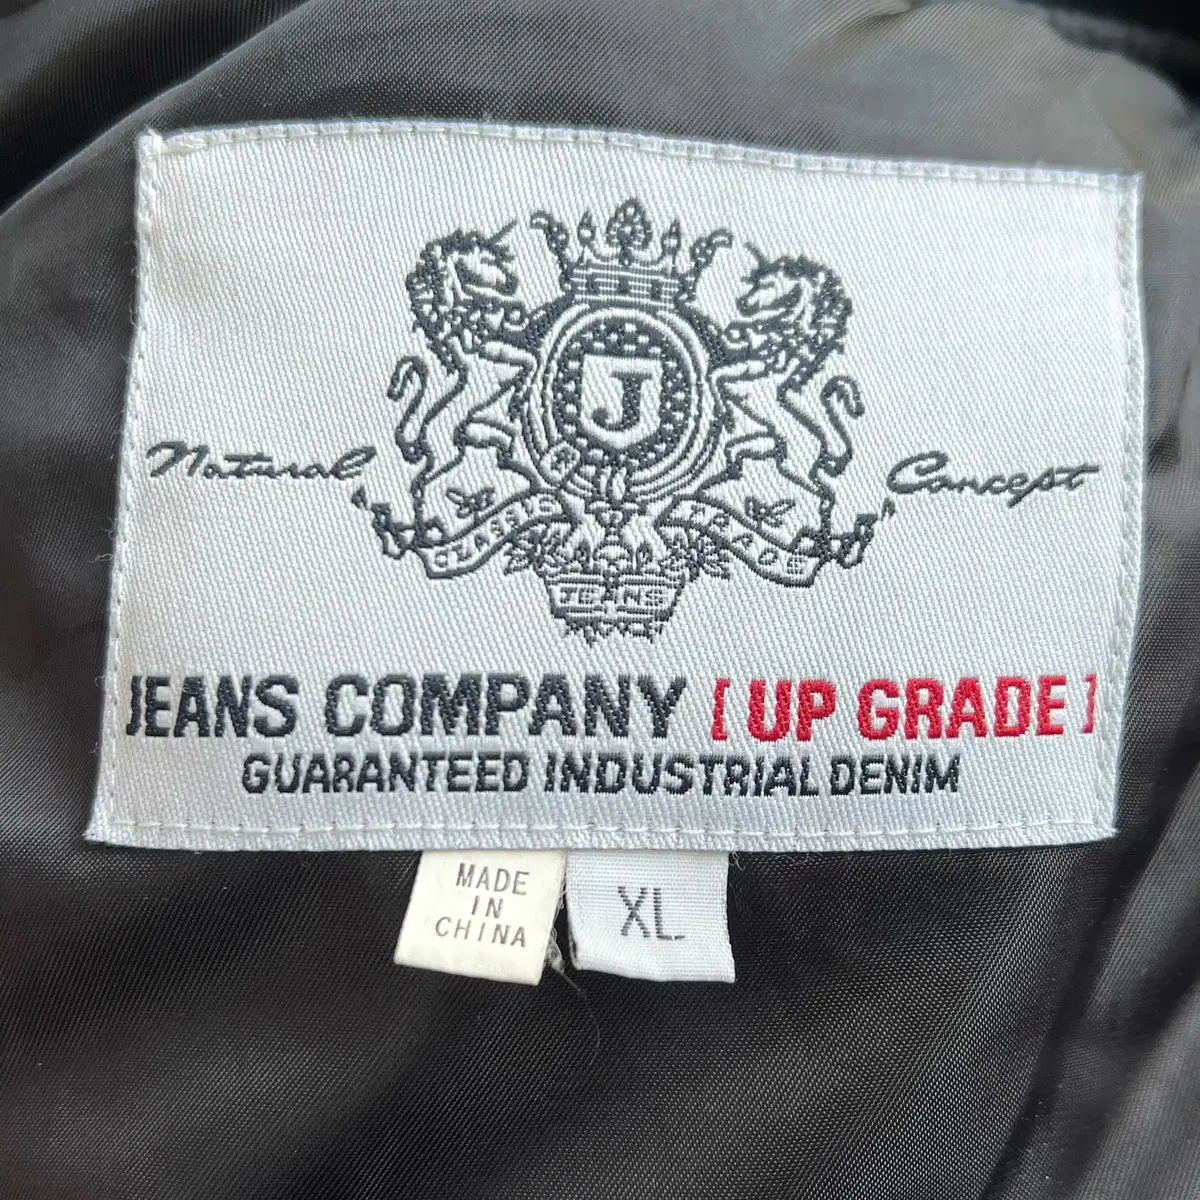 J
Natural
Concept
CLASSIC
JEANS
JEANS COMPANY [ UP GRADE ]
GUARANTEED INDUSTRIAL DENIM
MADE
IN
CHINA
XL